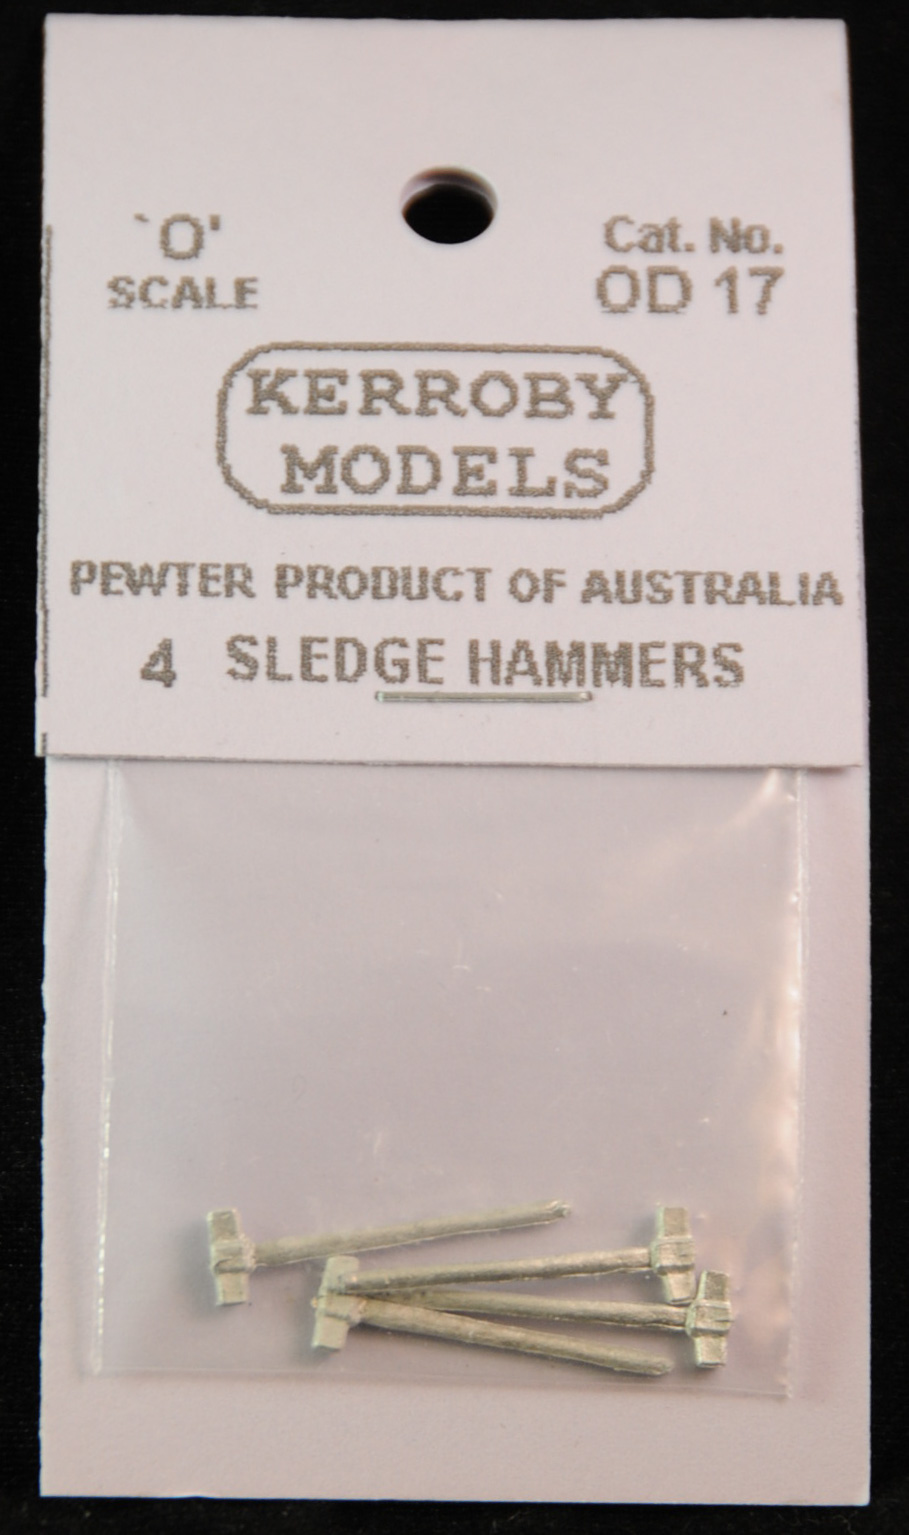 `O'
SCALE
Cat. No.
OD 17
KERROBY
MODELS
PEWTER PRODUCT OF AUSTRALIA
4 SLEDGE HAMMERS